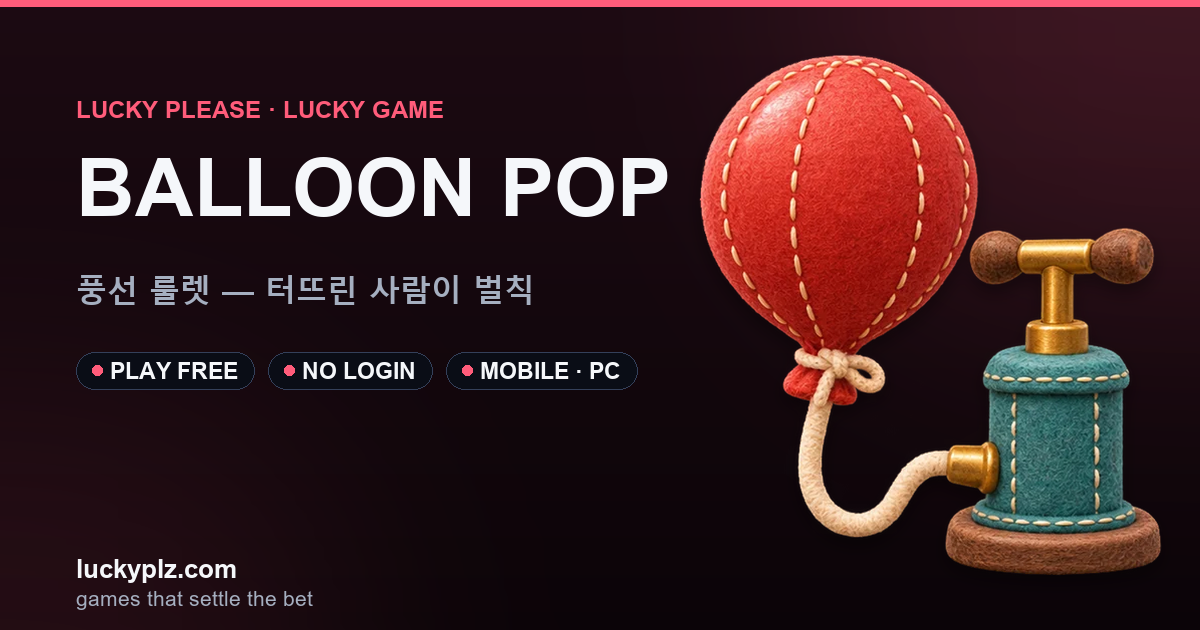 LUCKY PLEASE · LUCKY GAME
BALLOON POP
풍선 룰렛 — 터뜨린 사람이 벌칙
PLAY FREE
NO LOGIN
MOBILE · PC
luckyplz.com
games that settle the bet